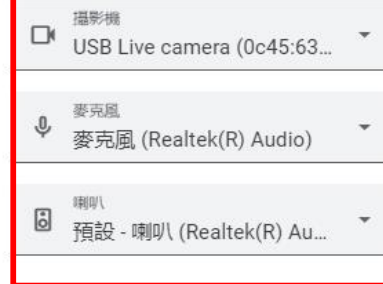 攝影機
USB Live camera (0c45:63...
麥克風
麥克風 (Realtek(R) Audio)
喇叭
預設 - 喇叭 (Realtek(R) Au...